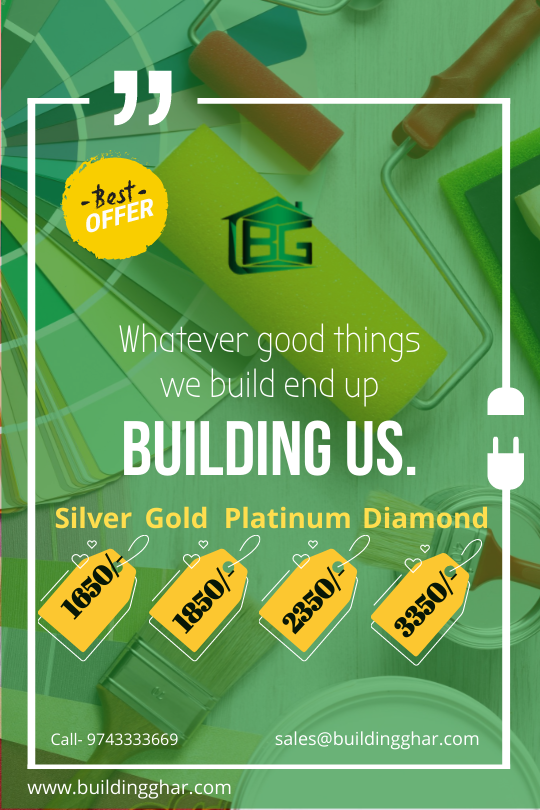 -Best-
OFFER
BG
Whatever good things
we build end up
BUILDING US.
Silver Gold Platinum Diamond
1650/- 1850/- 2350/- 3350/-
Call- 9743333669 sales@buildingghar.com
www.buildingghar.com